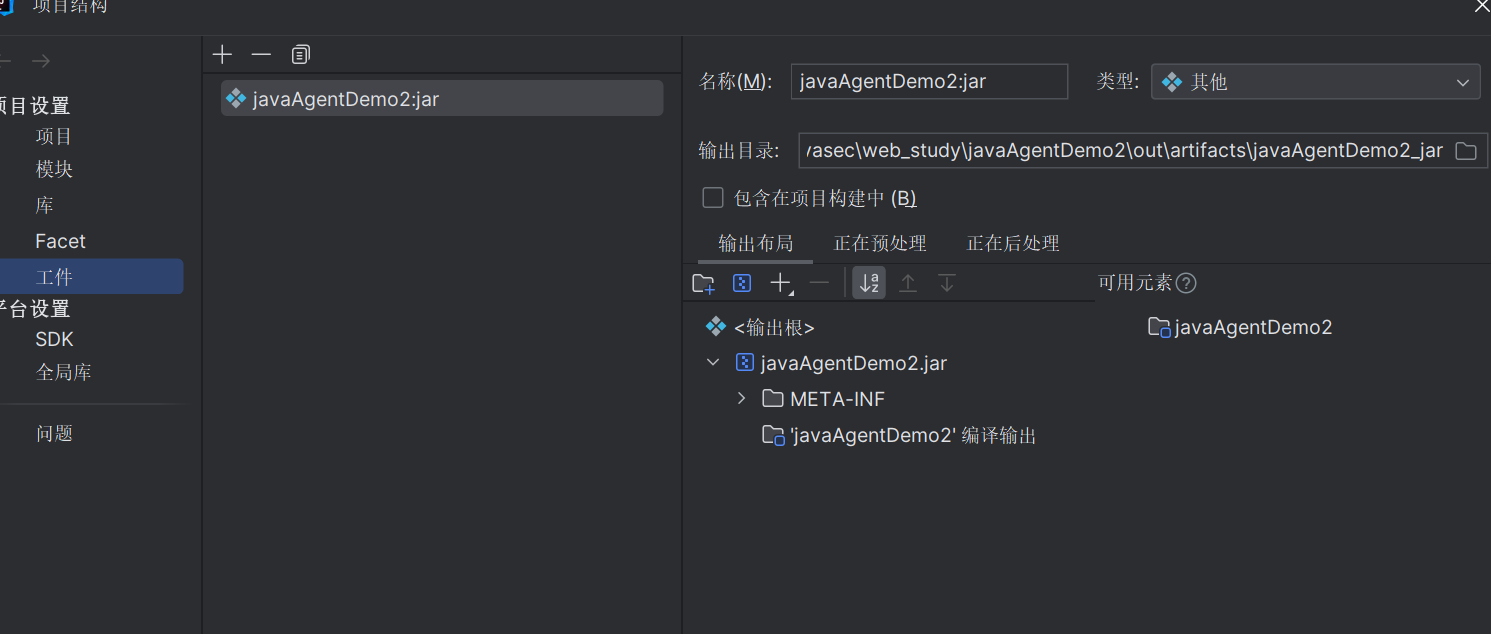 项目结构
项目设置
项目
模块
库
Facet
工件
平台设置
SDK
全局库
问题
javaAgentDemo2:jar
名称(M): javaAgentDemo2:jar 类型: 其他
输出目录: vasec\web_study\javaAgentDemo2\out\artifacts\javaAgentDemo2_jar
包含在项目构建中 (B)
输出布局 正在预处理 正在后处理
可用元素
<输出根> javaAgentDemo2
javaAgentDemo2.jar
META-INF
'javaAgentDemo2' 编译输出